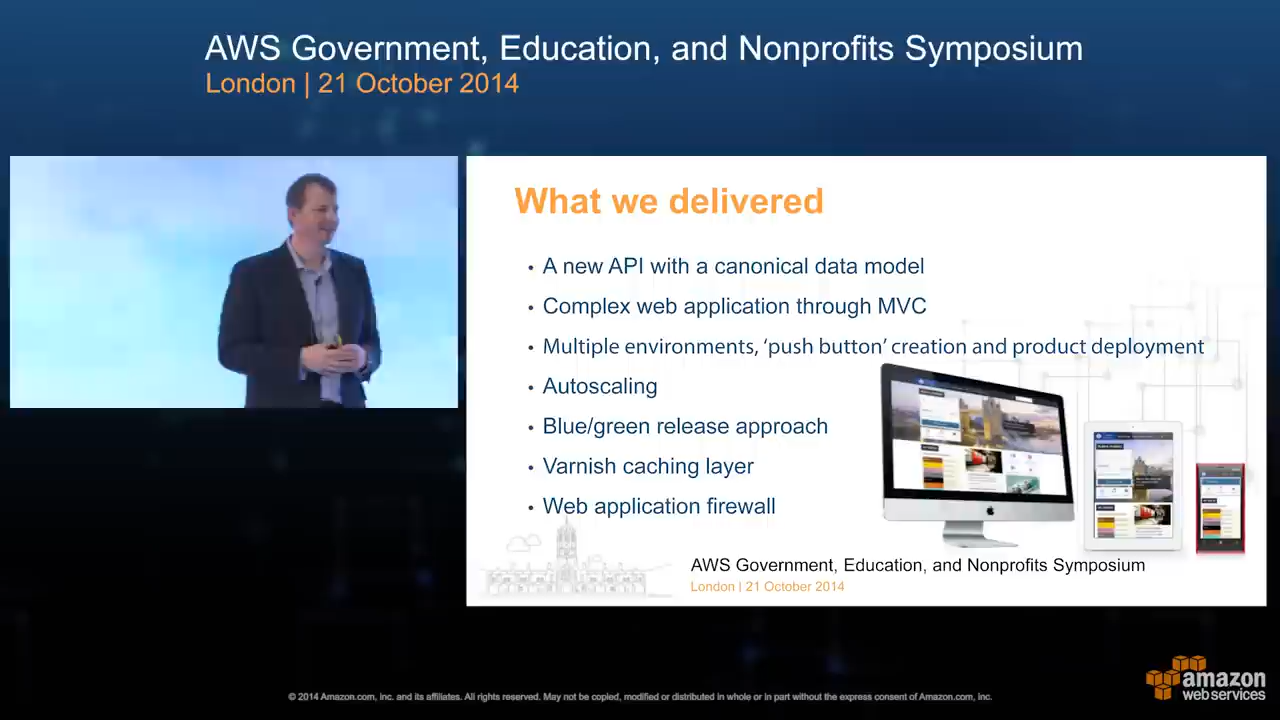 AWS Government, Education, and Nonprofits Symposium
London | 21 October 2014
What we delivered
• A new API with a canonical data model
• Complex web application through MVC
• Multiple environments, ‘push button’ creation and product deployment
• Autoscaling
• Blue/green release approach
• Varnish caching layer
• Web application firewall
AWS Government, Education, and Nonprofits Symposium
London | 21 October 2014
© 2014 Amazon.com, inc. and its affiliates. All rights reserved. May not be copied, modified or distributed in whole or in part without the express consent of Amazon.com, inc.
amazon
web services